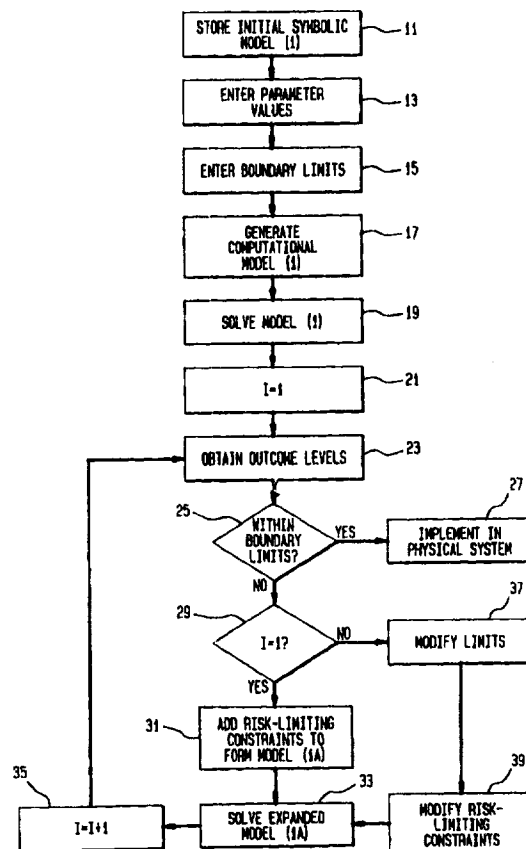 STORE INITIAL SYMBOLIC
MODEL (1)
11
ENTER PARAMETER
VALUES
13
ENTER BOUNDARY LIMITS
15
GENERATE
COMPUTATIONAL
MODEL (1)
17
SOLVE MODEL (1)
19
I=1
21
OBTAIN OUTCOME LEVELS
23
25
WITHIN
BOUNDARY
LIMITS?
YES
NO
IMPLEMENT IN
PHYSICAL SYSTEM
27
29
I=1?
NO
YES
MODIFY LIMITS
37
31
ADD RISK-LIMITING
CONSTRAINTS TO
FORM MODEL (1A)
35
I=I+1
33
SOLVE EXPANDED
MODEL (1A)
39
MODIFY RISK-
LIMITING
CONSTRAINTS